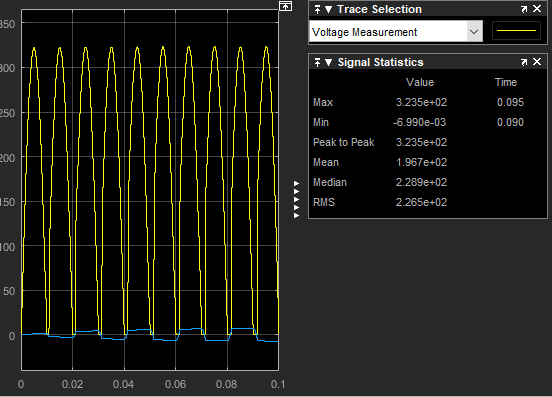 Trace Selection
Voltage Measurement
Signal Statistics
Value Time
Max 3.235e+02 0.095
Min -6.990e-03 0.090
Peak to Peak 3.235e+02
Mean 1.967e+02
Median 2.289e+02
RMS 2.265e+02
350
300
250
200
150
100
50
0
0 0.02 0.04 0.06 0.08 0.1